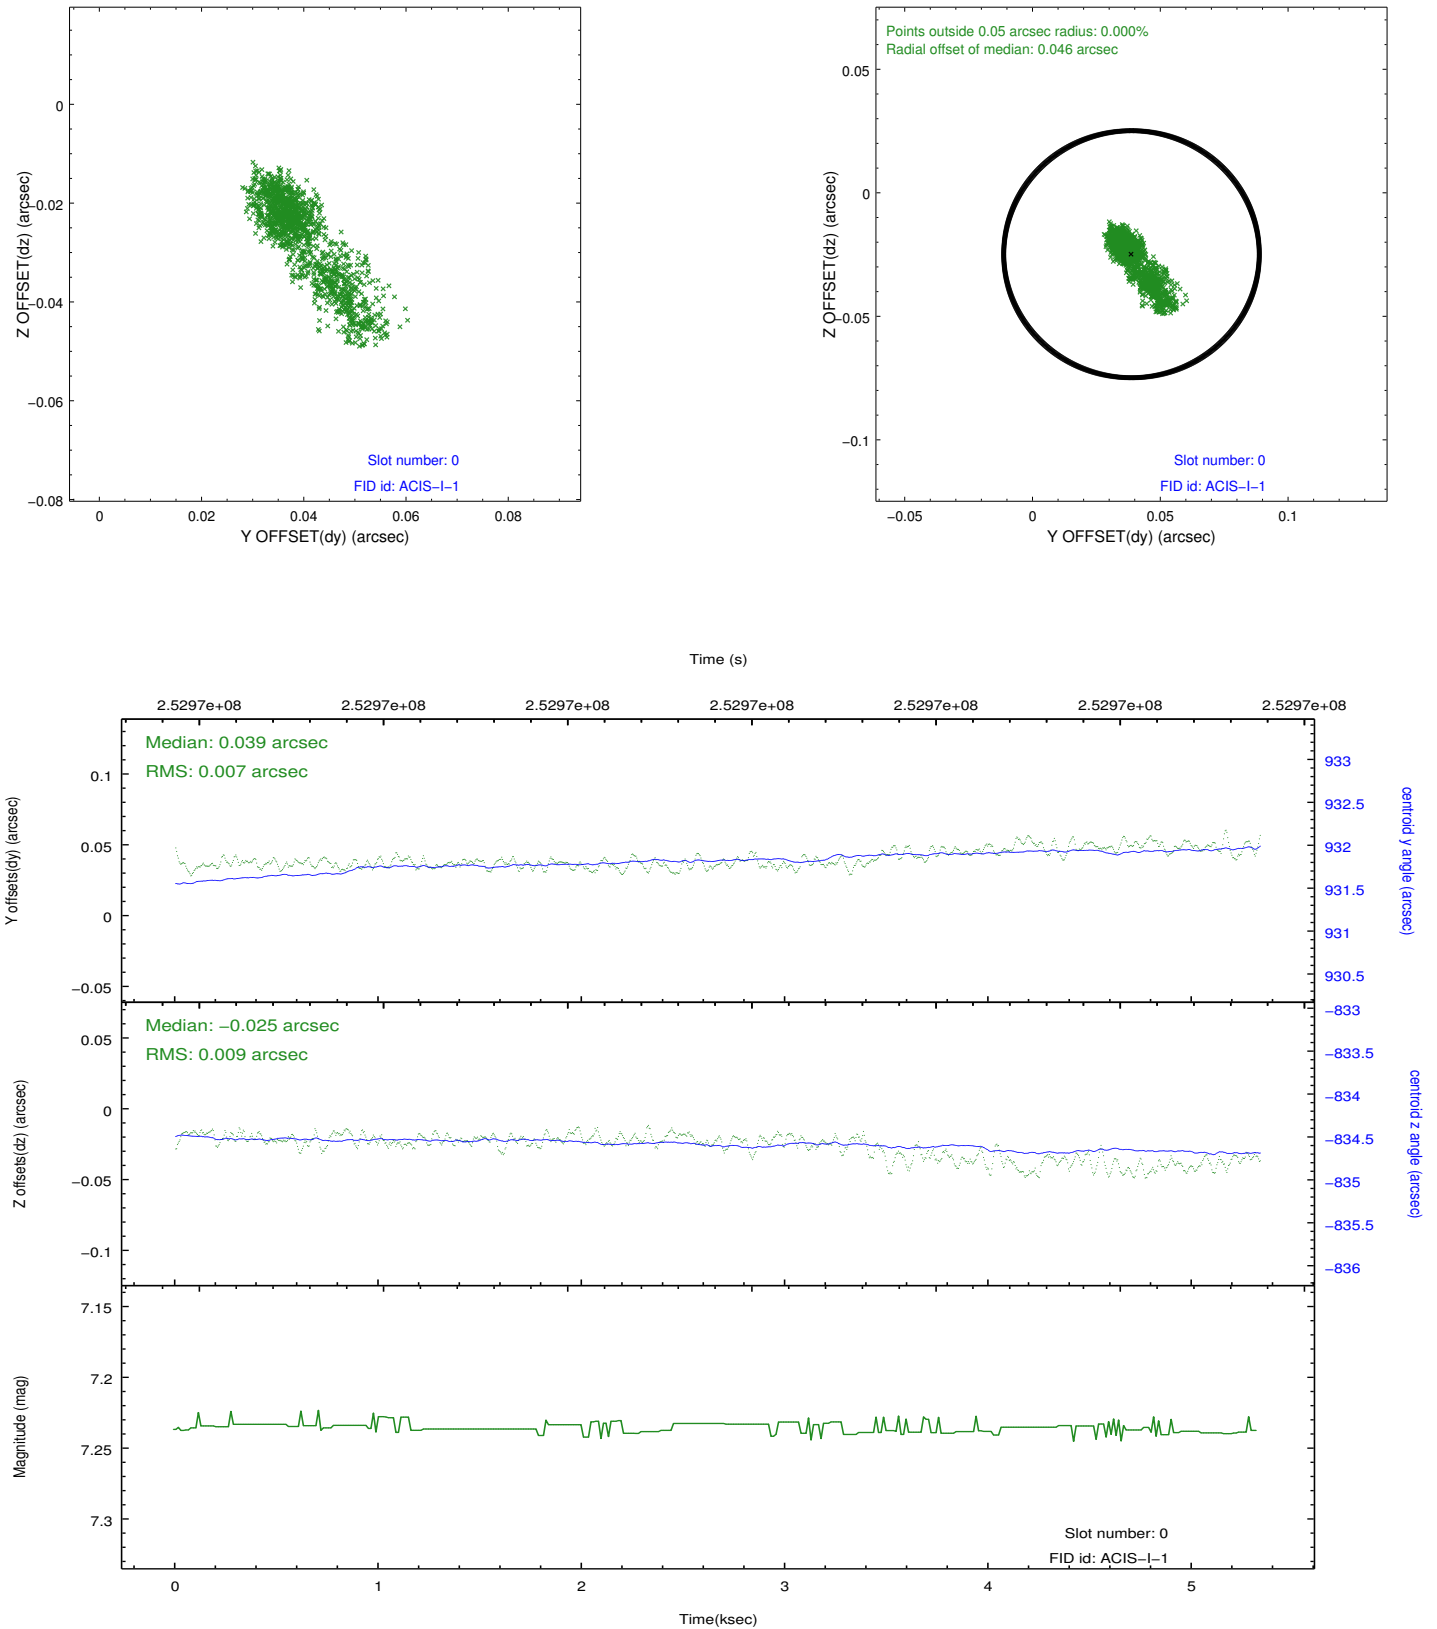 0
−0.02
−0.04
−0.06
−0.08
Z OFFSET(dz) (arcsec)
Slot number: 0
FID id: ACIS−I−1
0 0.02 0.04 0.06 0.08
Y OFFSET(dy) (arcsec)
Points outside 0.05 arcsec radius: 0.000%
Radial offset of median: 0.046 arcsec
0.05
0
−0.05
−0.1
Z OFFSET(dz) (arcsec)
Slot number: 0
FID id: ACIS−I−1
−0.05 0 0.05 0.1
Y OFFSET(dy) (arcsec)
Time (s)
2.5297e+08 2.5297e+08 2.5297e+08 2.5297e+08 2.5297e+08 2.5297e+08 2.5297e+08
Median: 0.039 arcsec
RMS: 0.007 arcsec
0.1
0.05
0
−0.05
Y offsets(dy) (arcsec)
933
932.5
932
931.5
931
930.5
centroid y angle (arcsec)
Median: −0.025 arcsec
RMS: 0.009 arcsec
0.05
0
−0.05
−0.1
Z offsets(dz) (arcsec)
−833
−833.5
−834
−834.5
−835
−835.5
−836
centroid z angle (arcsec)
7.15
7.2
7.25
7.3
Magnitude (mag)
Slot number: 0
FID id: ACIS−I−1
0 1 2 3 4 5
Time(ksec)